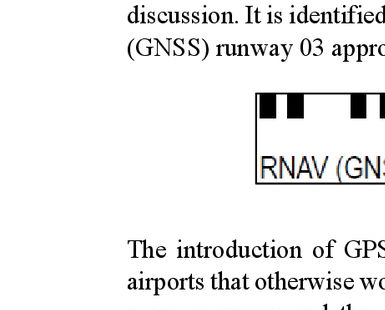 discussion. It is identified
(GNSS) runway 03 appro
RNAV (GNS
The introduction of GPS
airports that otherwise wo